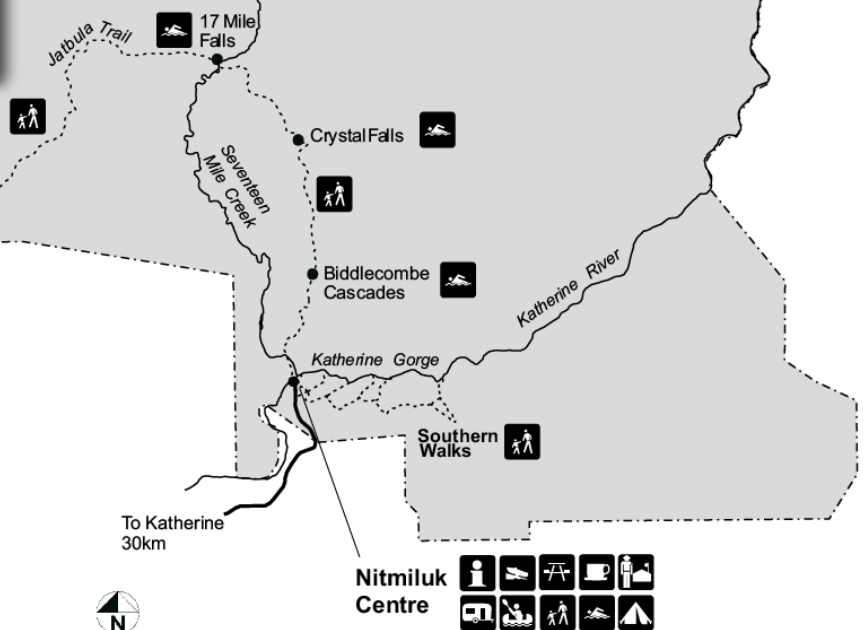 Jatbula Trail
17 Mile
Falls
Crystal Falls
Seventeen
Mile Creek
Biddlecombe
Cascades
Katherine River
Katherine Gorge
Southern
Walks
To Katherine
30km
Nitmiluk
Centre
N